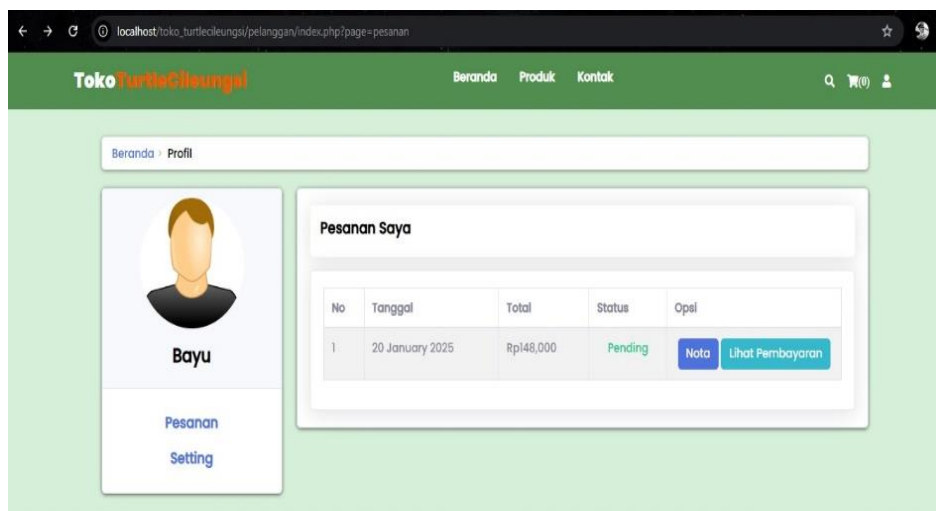 localhost/toko_turtlecileungsi/pelanggan/index.php?page=pesanan
TokoTurtleCileungsi
Beranda Produk Kontak
(0)
Beranda > Profil
Bayu
Pesanan
Setting
Pesanan Saya
No Tanggal Total Status Opsi
1 20 January 2025 Rp148,000 Pending Nota Lihat Pembayaran